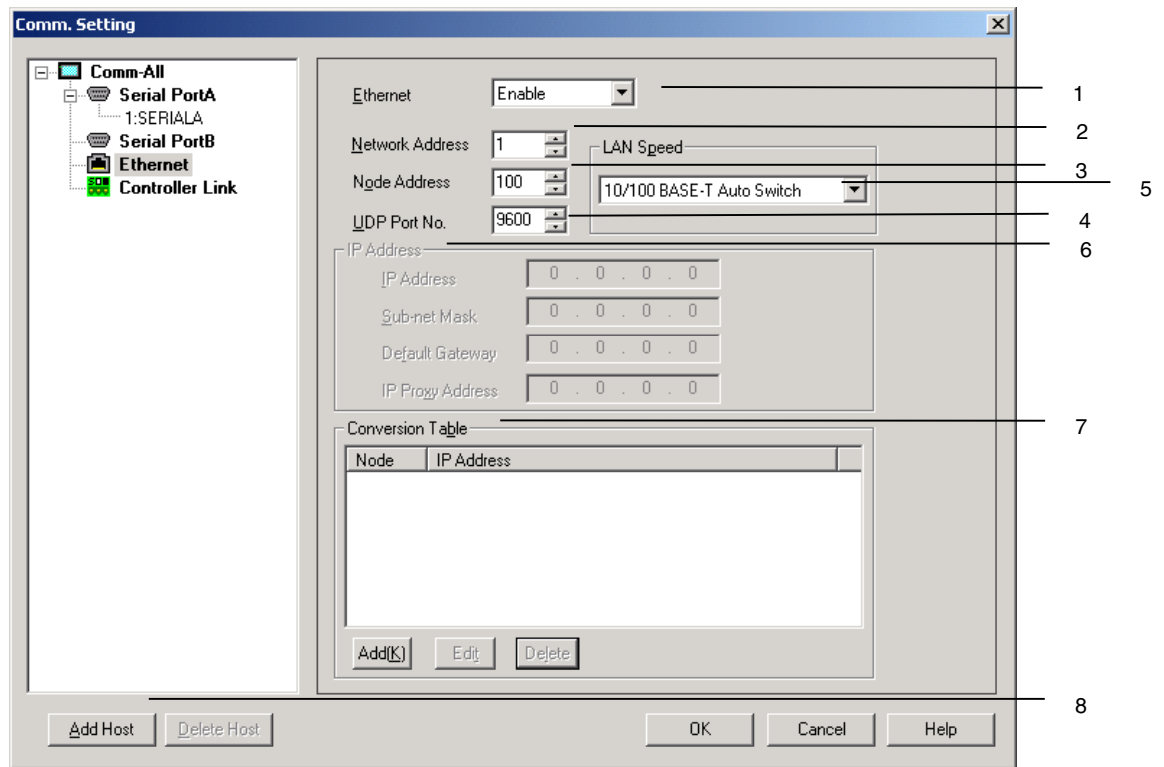 Comm. Setting
Comm-All
Serial PortA
1:SERIALA
Serial PortB
Ethernet
Controller Link
Ethernet Enable 1
Network Address 1 2
LAN Speed
Node Address 100 3
10/100 BASE-T Auto Switch 5
UDP Port No. 9600 4
IP Address 6
IP Address 0 . 0 . 0 . 0
Sub-net Mask 0 . 0 . 0 . 0
Default Gateway 0 . 0 . 0 . 0
IP Proxy Address 0 . 0 . 0 . 0
Conversion Table 7
Node IP Address
Add(K) Edit Delete
8
Add Host Delete Host OK Cancel Help